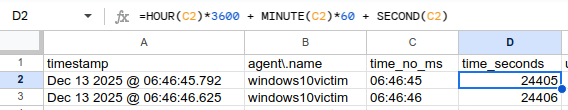 D2 fx =HOUR(C2)*3600 + MINUTE(C2)*60 + SECOND(C2)
A B C D
1 timestamp agent\.name time_no_ms time_seconds
2 Dec 13 2025 @ 06:46:45.792 windows10victim 06:46:45 24405
3 Dec 13 2025 @ 06:46:46.625 windows10victim 06:46:46 24406